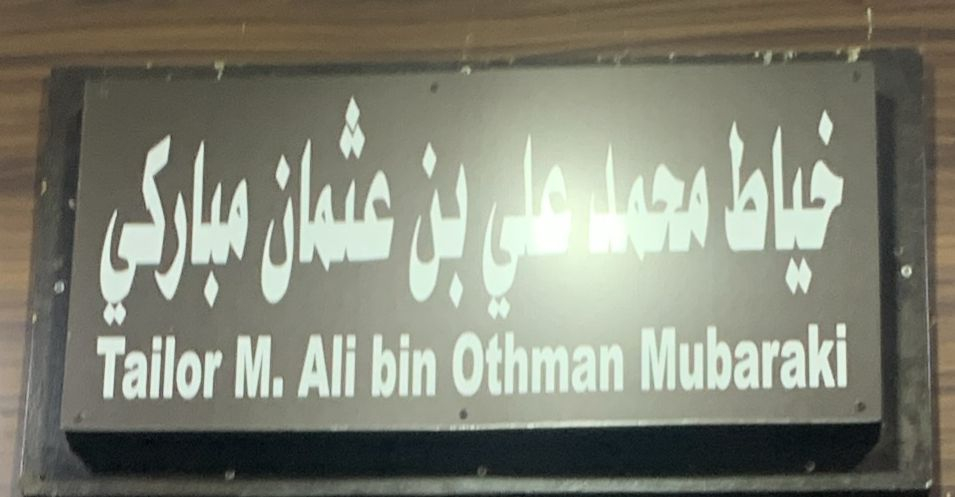 خياط محمد علي بن عثمان مباركي
Tailor M. Ali bin Othman Mubaraki